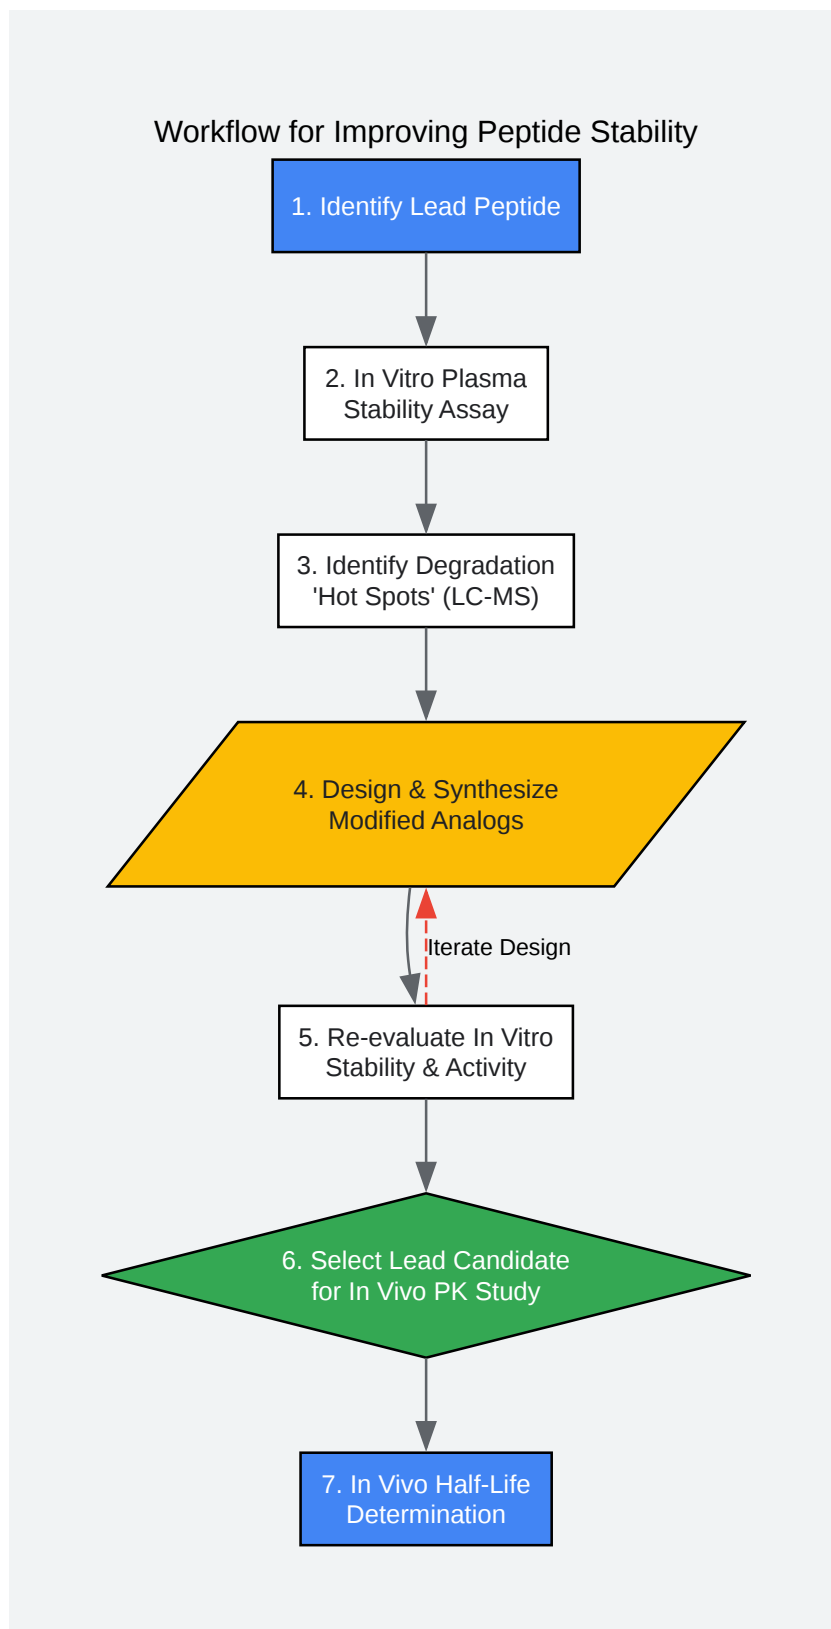 Workflow for Improving Peptide Stability
1. Identify Lead Peptide
2. In Vitro Plasma
Stability Assay
3. Identify Degradation
'Hot Spots' (LC-MS)
4. Design & Synthesize
Modified Analogs
Iterate Design
5. Re-evaluate In Vitro
Stability & Activity
6. Select Lead Candidate
for In Vivo PK Study
7. In Vivo Half-Life
Determination